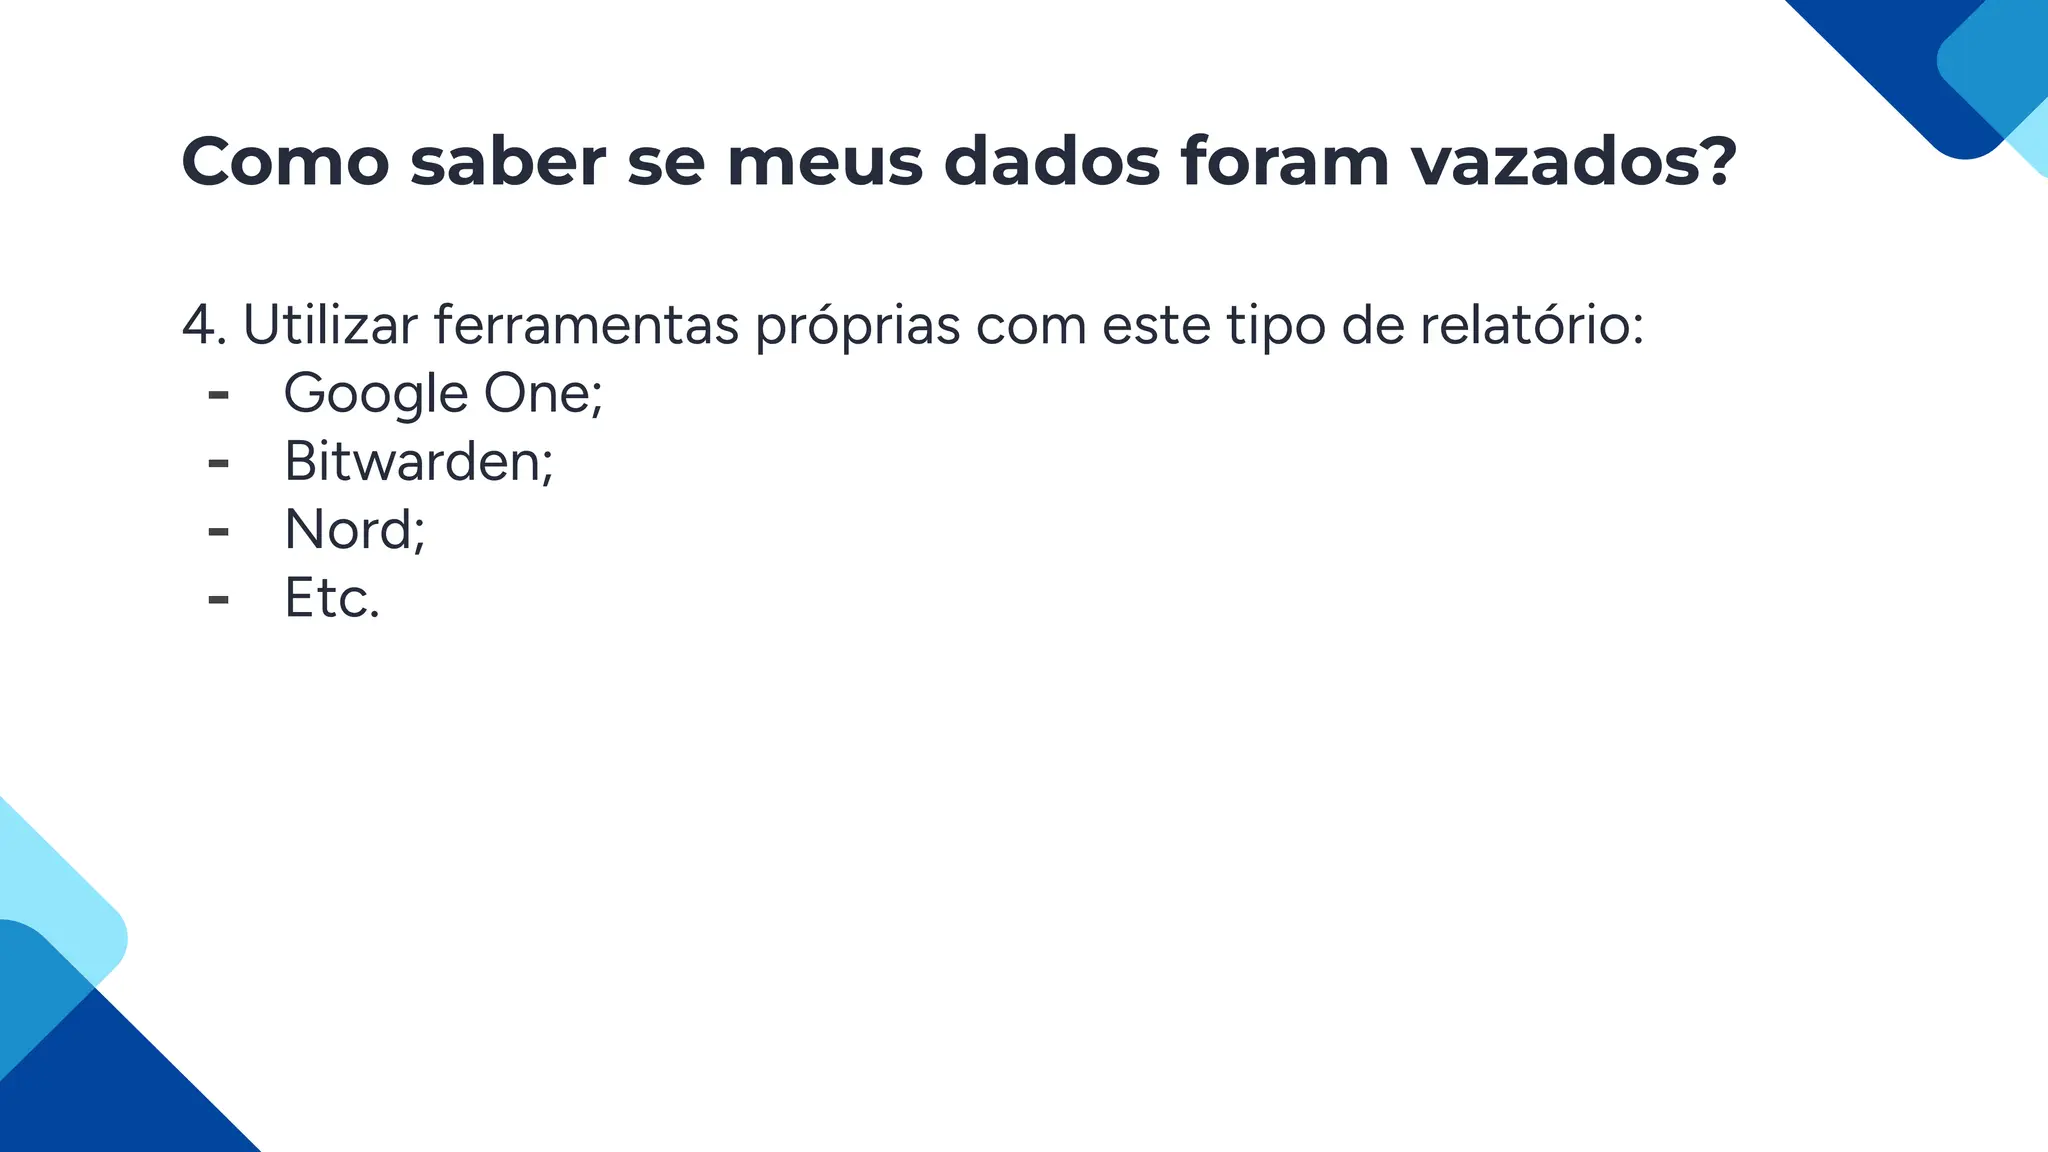 Como saber se meus dados foram vazados?
4. Utilizar ferramentas próprias com este tipo de relatório:
- Google One;
- Bitwarden;
- Nord;
- Etc.